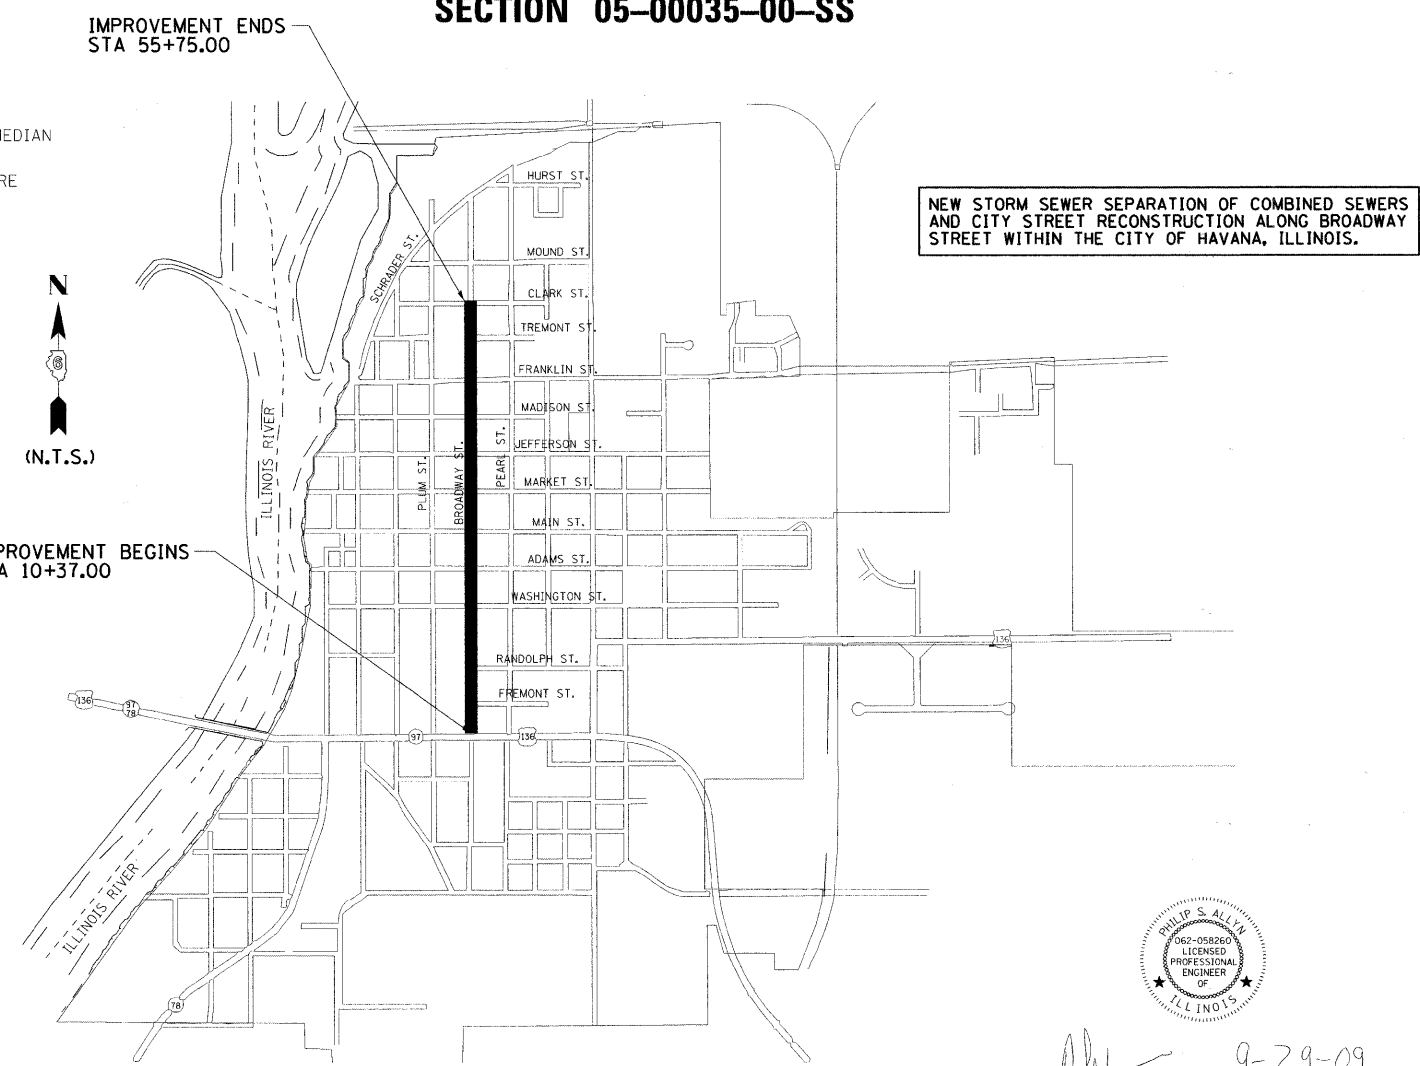 SECTION 05-00035-00-SS
IMPROVEMENT ENDS
STA 55+75.00
MEDIAN
RE
NEW STORM SEWER SEPARATION OF COMBINED SEWERS
AND CITY STREET RECONSTRUCTION ALONG BROADWAY
STREET WITHIN THE CITY OF HAVANA, ILLINOIS.
HURST ST.
MOUND ST.
SCHRADER ST.
CLARK ST.
TREMONT ST.
FRANKLIN ST.
MADISON ST.
JEFFERSON ST.
MARKET ST.
MAIN ST.
ADAMS ST.
WASHINGTON ST.
RANDOLPH ST.
FREMONT ST.
PLUM ST.
BROADWAY ST.
PEARL ST.
N
6
(N.T.S.)
ILLINOIS RIVER
PROVEMENT BEGINS
A 10+37.00
136
97
78
97
136
136
ILLINOIS RIVER
78
PHILIP S. ALLYN
062-058260
LICENSED
PROFESSIONAL
ENGINEER
OF
ILLINOIS
9-29-09